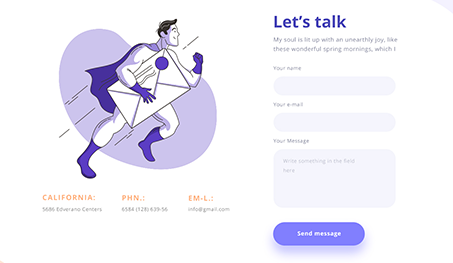 Let's talk
My soul is lit up with an unearthly joy, like
these wonderful spring mornings, which I
Your name
Your e-mail
Your Message
Write something in the field
here
Send message
CALIFORNIA:
5686 Edverano Centers
PHN.:
6584 (128) 639-56
EM-L.:
info@gmail.com